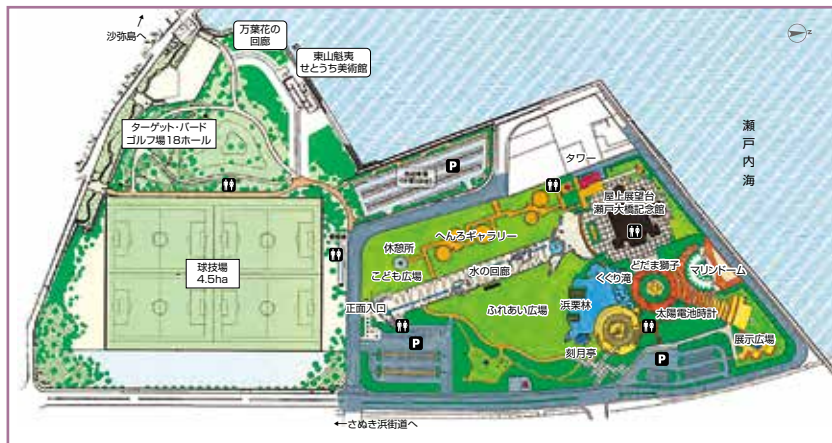 沙弥島へ
万葉花の
回廊
東山魁夷
せとうち美術館
N
ターゲット・バード
ゴルフ場18ホール
P
タワー
瀬戸内海
屋上展望台
瀬戸大橋記念館
へんろギャラリー
休憩所
こども広場
水の回廊
どだま獅子
マリンドーム
くぐり滝
球技場
4.5ha
正面入口
ふれあい広場
浜栗林
太陽電池時計
展示広場
刻月亭
P
P
←さぬき浜街道へ